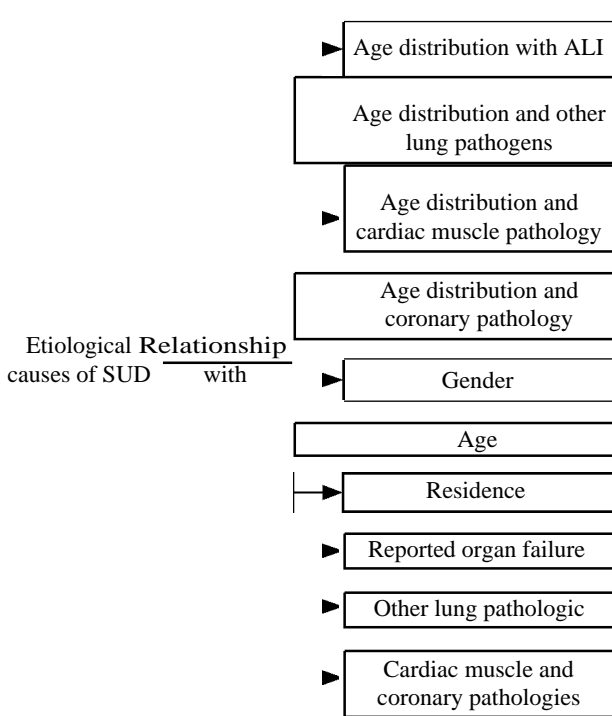 Age distribution with ALI
Age distribution and other
lung pathogens
Age distribution and
cardiac muscle pathology
Age distribution and
coronary pathology
Etiological Relationship
causes of SUD with
Gender
Age
Residence
Reported organ failure
Other lung pathologic
Cardiac muscle and
coronary pathologies